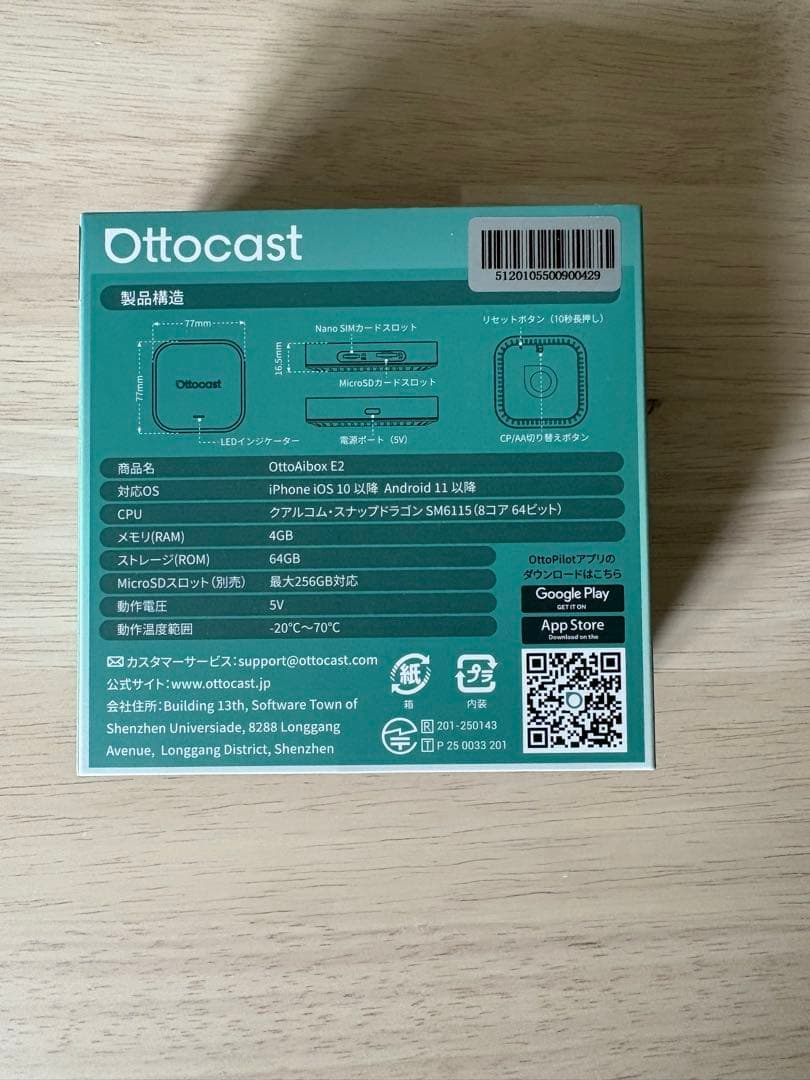 Ottocast
5120105500900429
製品構造
77mm
77mm
Ottocast
LEDインジケーター
Nano SIMカードスロット
16.5mm
MicroSDカードスロット
電源ポート（5V）
リセットボタン（10秒長押し）
CP/AA切り替えボタン
商品名 OttoAibox E2
対応OS iPhone iOS 10 以降 Android 11 以降
CPU クアルコム・スナップドラゴン SM6115（8コア 64ビット）
メモリ(RAM) 4GB
ストレージ(ROM) 64GB
MicroSDスロット（別売） 最大256GB対応
動作電圧 5V
動作温度範囲 -20℃～70℃
OttoPilotアプリの
ダウンロードはこちら
Google Play
GET IT ON
App Store
Download on the
カスタマーサービス：support@ottocast.com
公式サイト：www.ottocast.jp
会社住所：Building 13th, Software Town of
Shenzhen Universiade, 8288 Longgang
Avenue, Longgang District, Shenzhen
紙
箱
プラ
内装
R 201-250143
T P 25 0033 201